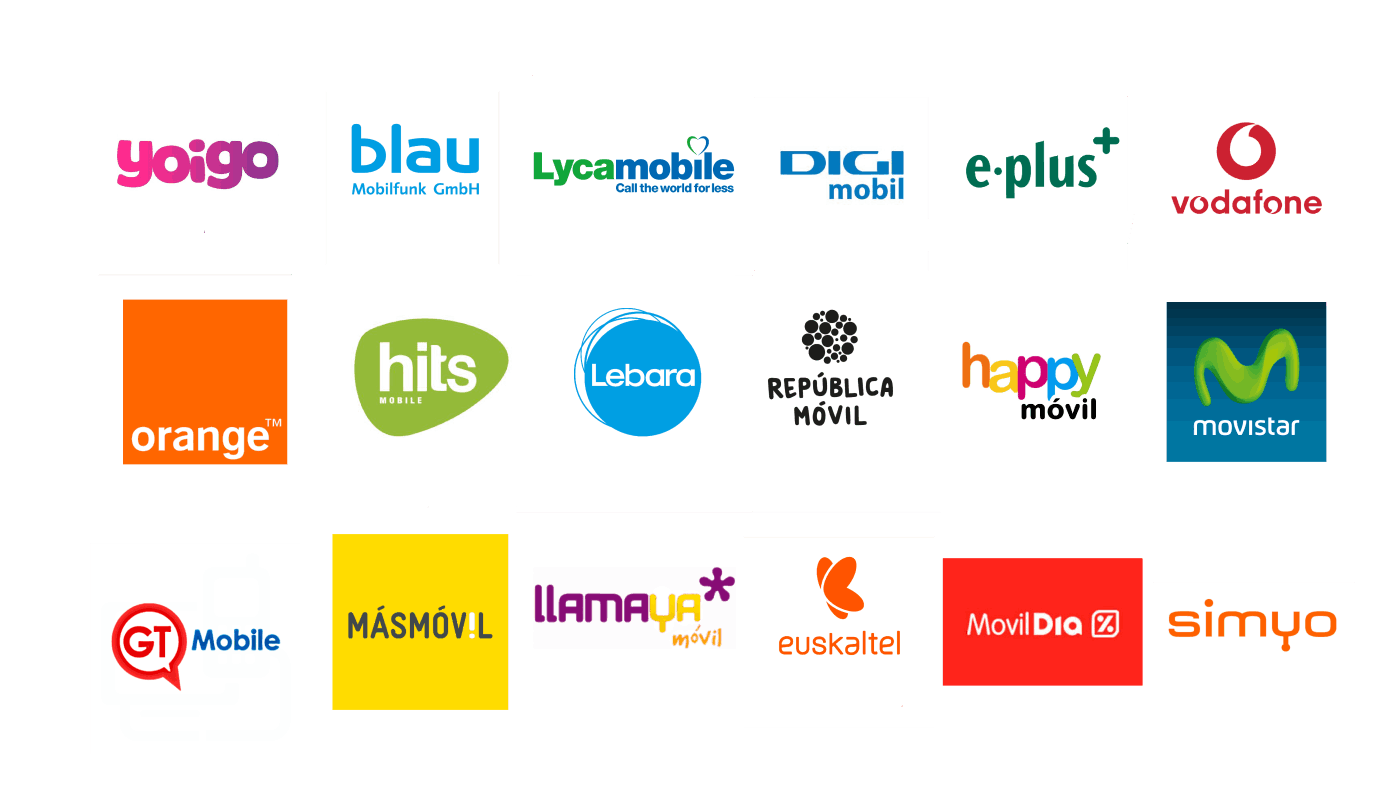 yoigo
blau
Mobilfunk GmbH
Lycamobile
Call the world for less
DIGI
mobil
e·plus+
vodafone
orange™
hits
MOBILE
Lebara
REPÚBLICA
MÓVIL
happy
móvil
movistar
GT Mobile
MÁSMÓV!L
llamaya*
móvil
euskaltel
MovilDIa %
simyo